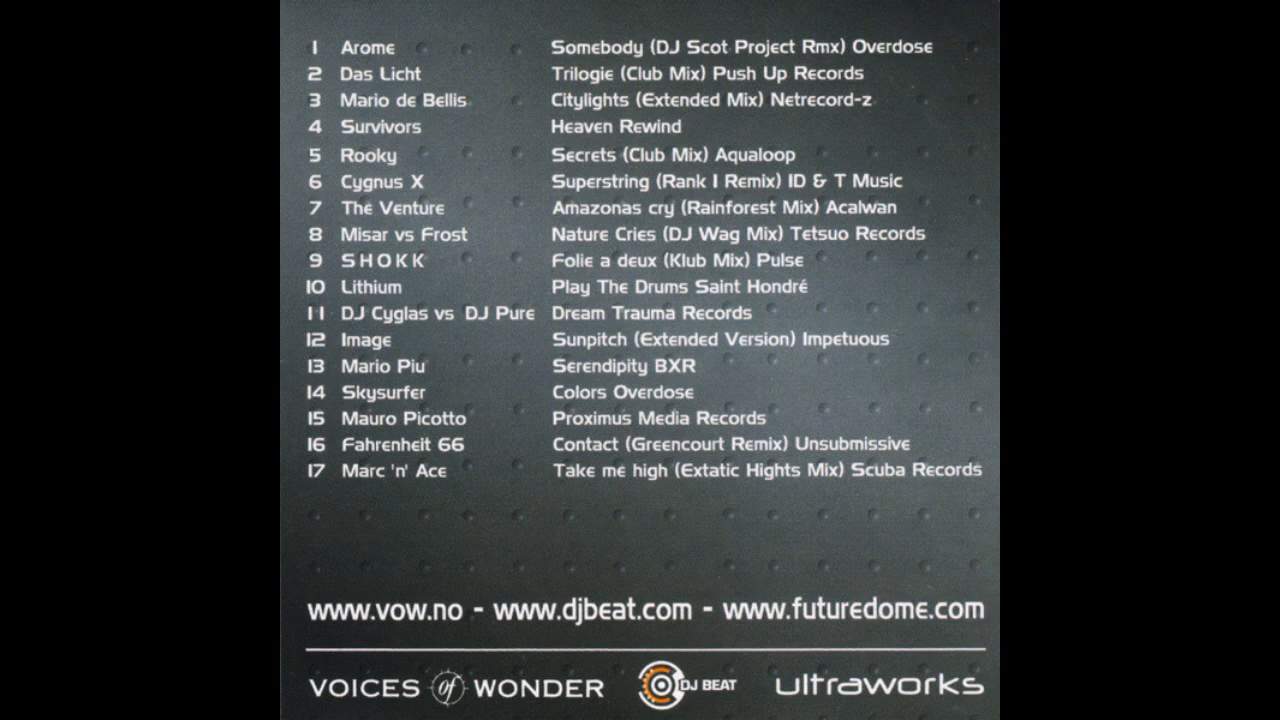 1 Arome Somebody (DJ Scot Project Rmx) Overdose
2 Das Licht Trilogie (Club Mix) Push Up Records
3 Mario de Bellis Citylights (Extended Mix) Netrecord-z
4 Survivors Heaven Rewind
5 Rooky Secrets (Club Mix) Aqualoop
6 Cygnus X Superstring (Rank 1 Remix) ID & T Music
7 The Venture Amazonas cry (Rainforest Mix) Acalwan
8 Misar vs Frost Nature Cries (DJ Wag Mix) Tetsuo Records
9 S H O K K Folie a deux (Klub Mix) Pulse
10 Lithium Play The Drums Saint Hondré
11 DJ Cyglas vs DJ Pure Dream Trauma Records
12 Image Sunpitch (Extended Version) Impetuous
13 Mario Piu Serendipity BXR
14 Skysurfer Colors Overdose
15 Mauro Picotto Proximus Media Records
16 Fahrenheit 66 Contact (Greencourt Remix) Unsubmissive
17 Marc 'n' Ace Take me high (Extatic Hights Mix) Scuba Records
www.vow.no - www.djbeat.com - www.futuredome.com
VOICES of WONDER DJ BEAT ultraworks